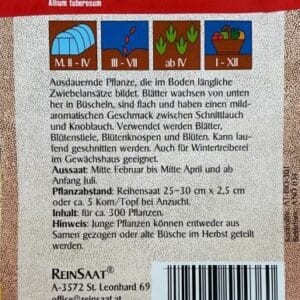 Allium tuberosum
M. II - IV
III - VII
ab IV
I - XII
Ausdauernde Pflanze, die im Boden längliche
Zwiebelansätze bildet. Blätter wachsen von unten
her in Büscheln, sind flach und haben einen mild-
aromatischen Geschmack zwischen Schnittlauch
und Knoblauch. Verwendet werden Blätter,
Blütenstiele, Blütenknospen und Blüten. Kann lau-
fend geschnitten werden. Auch für Wintertreiberei
im Gewächshaus geeignet.
Aussaat: Mitte Februar bis Mitte April und ab
Anfang Juli.
Pflanzabstand: Reihensaat 25-30 cm x 2,5 cm
oder ca. 5 Korn/Topf bei Anzucht.
Inhalt: für ca. 300 Pflanzen.
Hinweis: Junge Pflanzen können entweder aus
Samen gezogen oder alte Büsche im Herbst geteilt
werden.
REINSAAT®
A-3572 St. Leonhard 69
office@reinsaat.at